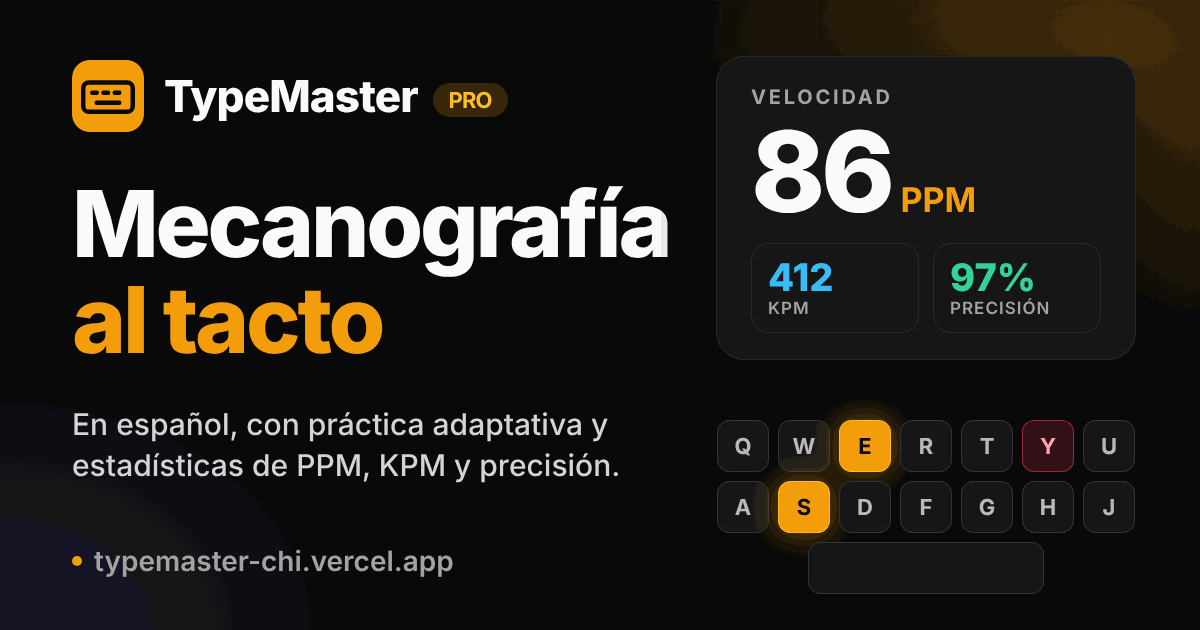 TypeMaster PRO
Mecanografía
al tacto
En español, con práctica adaptativa y
estadísticas de PPM, KPM y precisión.
typemaster-chi.vercel.app
VELOCIDAD
86 PPM
412
KPM
97%
PRECISIÓN
Q W E R T Y U
A S D F G H J